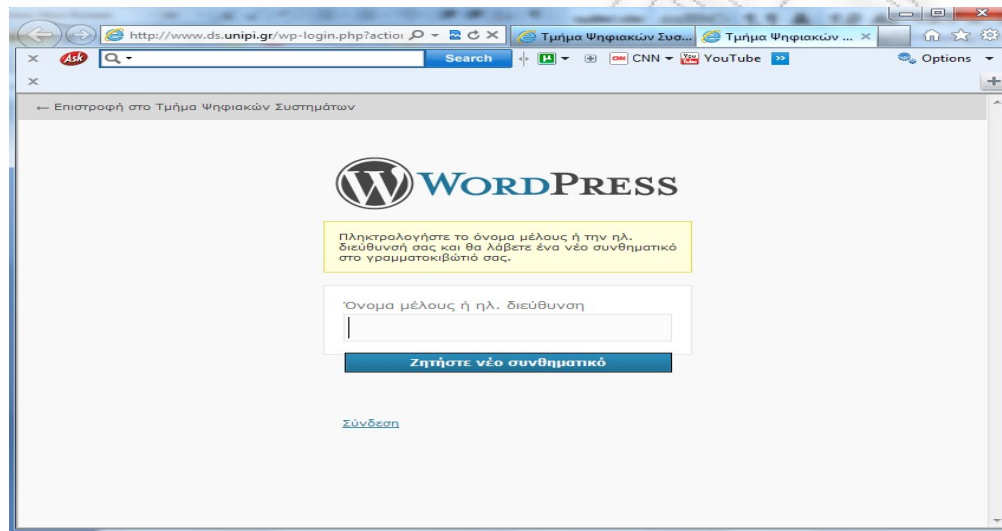 http://www.ds.unipi.gr/wp-login.php?action
Τμήμα Ψηφιακών Συσ...
Τμήμα Ψηφιακών ...
Ask
Search
CNN
YouTube
Options
← Επιστροφή στο Τμήμα Ψηφιακών Συστημάτων
WORDPRESS
Πληκτρολογήστε το όνομα μέλους ή την ηλ.
διεύθυνσή σας και θα λάβετε ένα νέο συνθηματικό
στο γραμματοκιβώτιό σας.
Όνομα μέλους ή ηλ. διεύθυνση
Ζητήστε νέο συνθηματικό
Σύνδεση